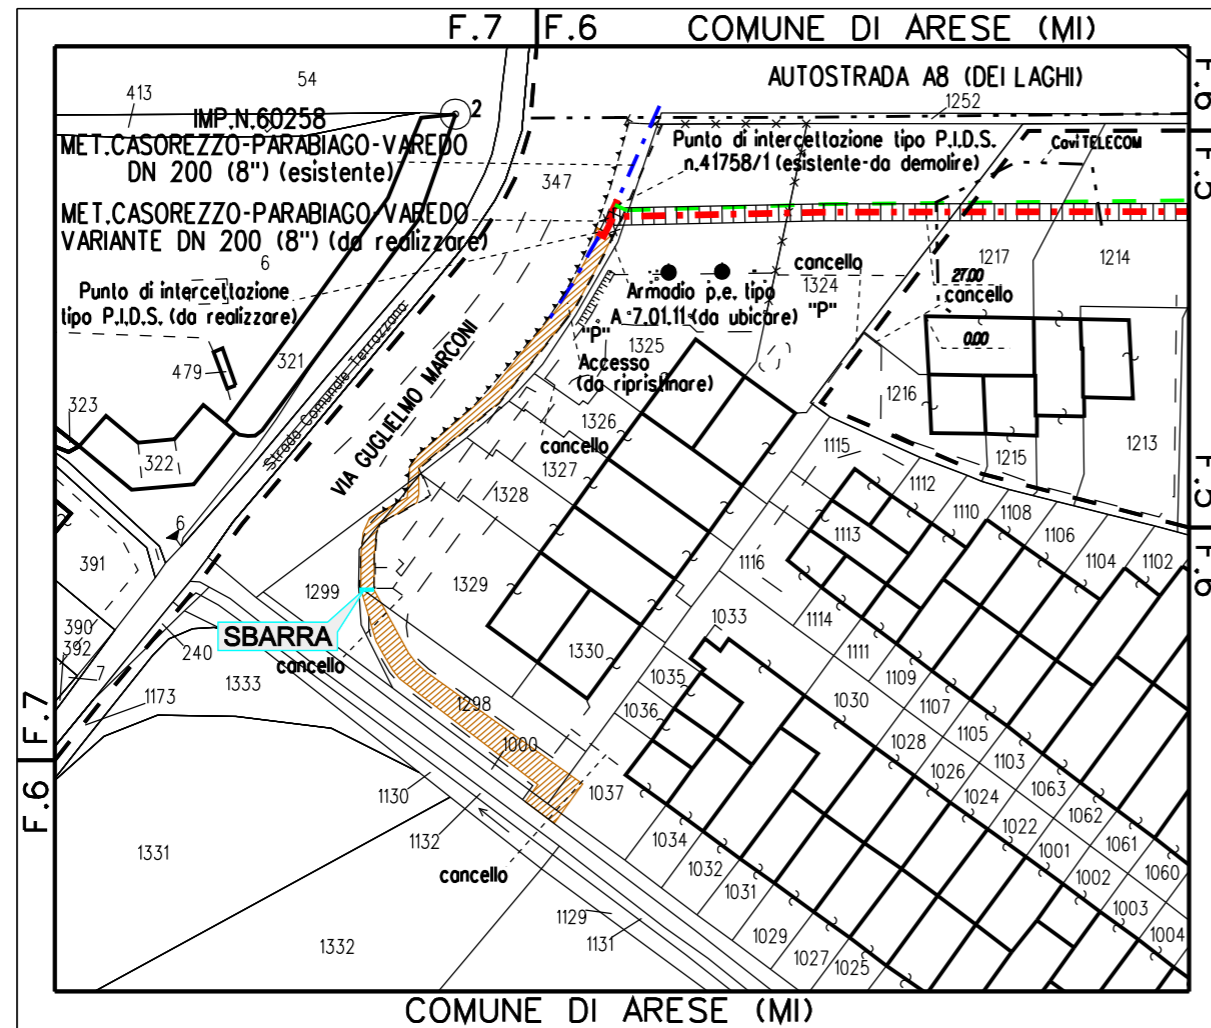 F.7
F.6
COMUNE DI ARESE (MI)
F.6
54
413
AUTOSTRADA A8 (DEI LAGHI)
1252
2
IMP.N.60258
MET.CASOREZZO-PARABIAGO-VAREDO
DN 200 (8") (esistente)
Punto di intercettazione tipo P.I.D.S.
n.41758/1 (esistente-da demolire)
Cavi TELECOM
F.5
347
MET.CASOREZZO-PARABIAGO-VAREDO
VARIANTE DN 200 (8") (da realizzare)
6
1217
1214
cancello
1324
27.00
cancello
Punto di intercettazione
tipo P.I.D.S. (da realizzare)
Armadio p.e. tipo
A 7.01.11 (da ubicare)
"P"
"P"
0.00
1325
Accesso
(da ripristinare)
321
479
Strada Comunale Terrazzano
VIA GUGLIELMO MARCONI
1216
323
322
1326
cancello
1327
1115
1215
1213
1328
1112
1110
1108
1106
1104
1102
F.5
F.6
6
1113
391
1116
1299
1329
SBARRA
cancello
1033
1114
1111
1109
390
392
7
240
1333
1330
1035
1173
1298
1036
1030
1107
1105
1103
1000
1028
1026
1024
1063
1062
1061
1060
F.7
F.6
1130
1037
1022
1001
1002
1003
1004
1331
1132
1034
1032
1031
cancello
1129
1131
1029
1027
1025
1332
COMUNE DI ARESE (MI)